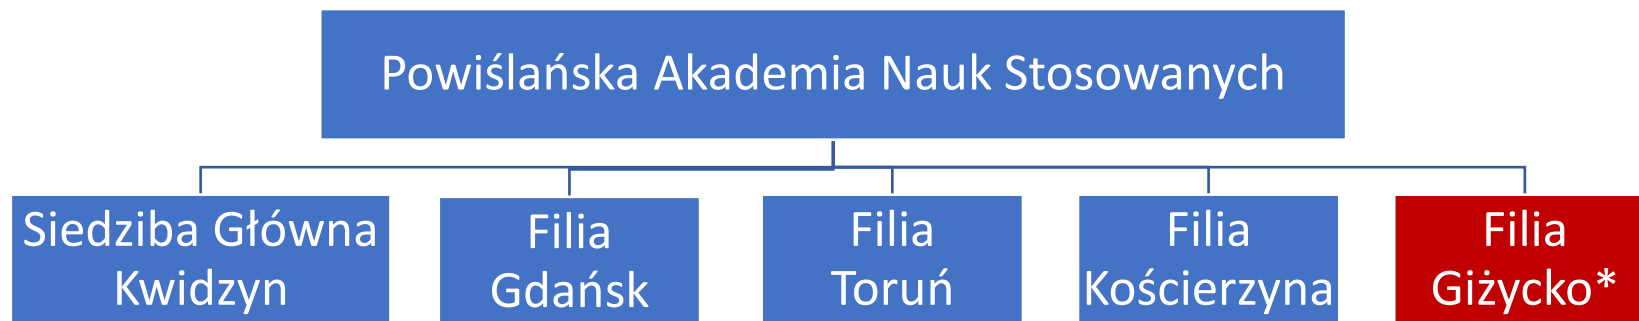 Powiślańska Akademia Nauk Stosowanych
Siedziba Główna
Kwidzyn
Filia
Gdańsk
Filia
Toruń
Filia
Kościerzyna
Filia
Giżycko*